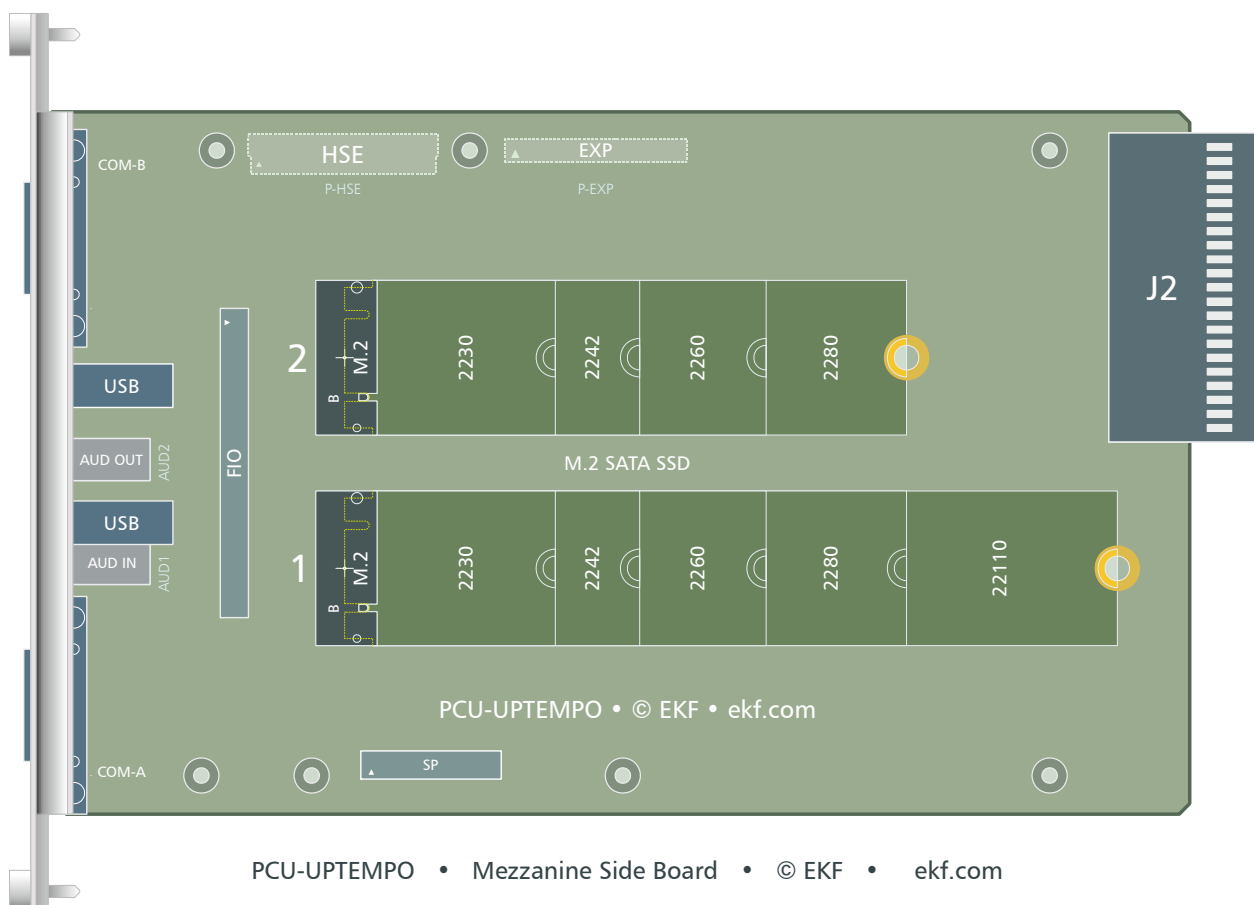 COM-B
HSE
EXP
P-HSE
P-EXP
J2
2
M.2
B
2230
2242
2260
2280
USB
AUD OUT
AUD2
FIO
M.2 SATA SSD
USB
AUD IN
AUD1
1
M.2
B
2230
2242
2260
2280
22110
PCU-UPTEMPO • © EKF • ekf.com
COM-A
SP
PCU-UPTEMPO • Mezzanine Side Board • © EKF • ekf.com